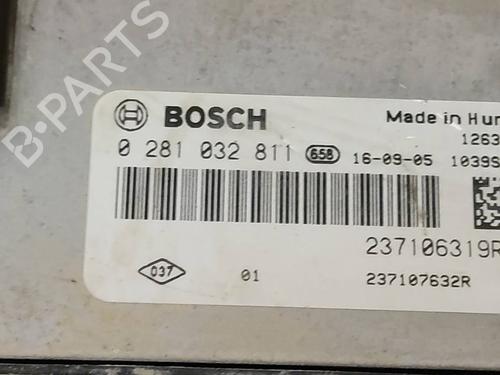 BOSCH
Made in Hun
0 281 032 811 658 16-09-05
1263
1039S
237106319R
037 01 237107632R
B-PARTS